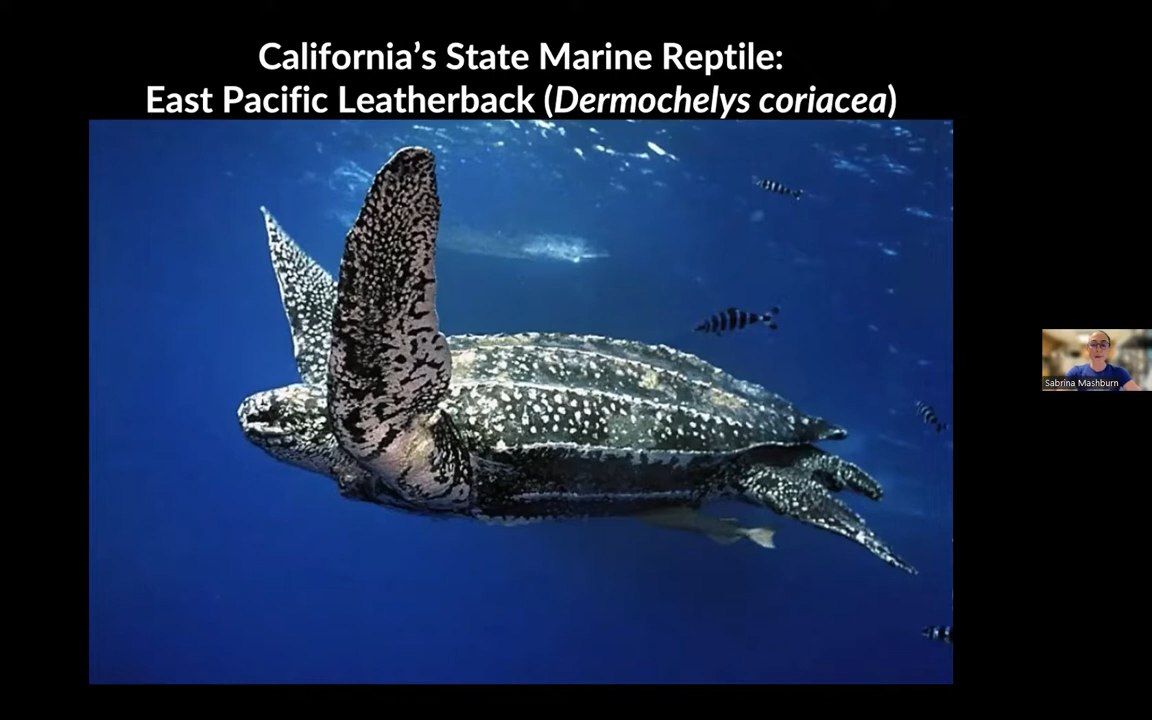 California’s State Marine Reptile:
East Pacific Leatherback (Dermochelys coriacea)
Sabrina Mashburn